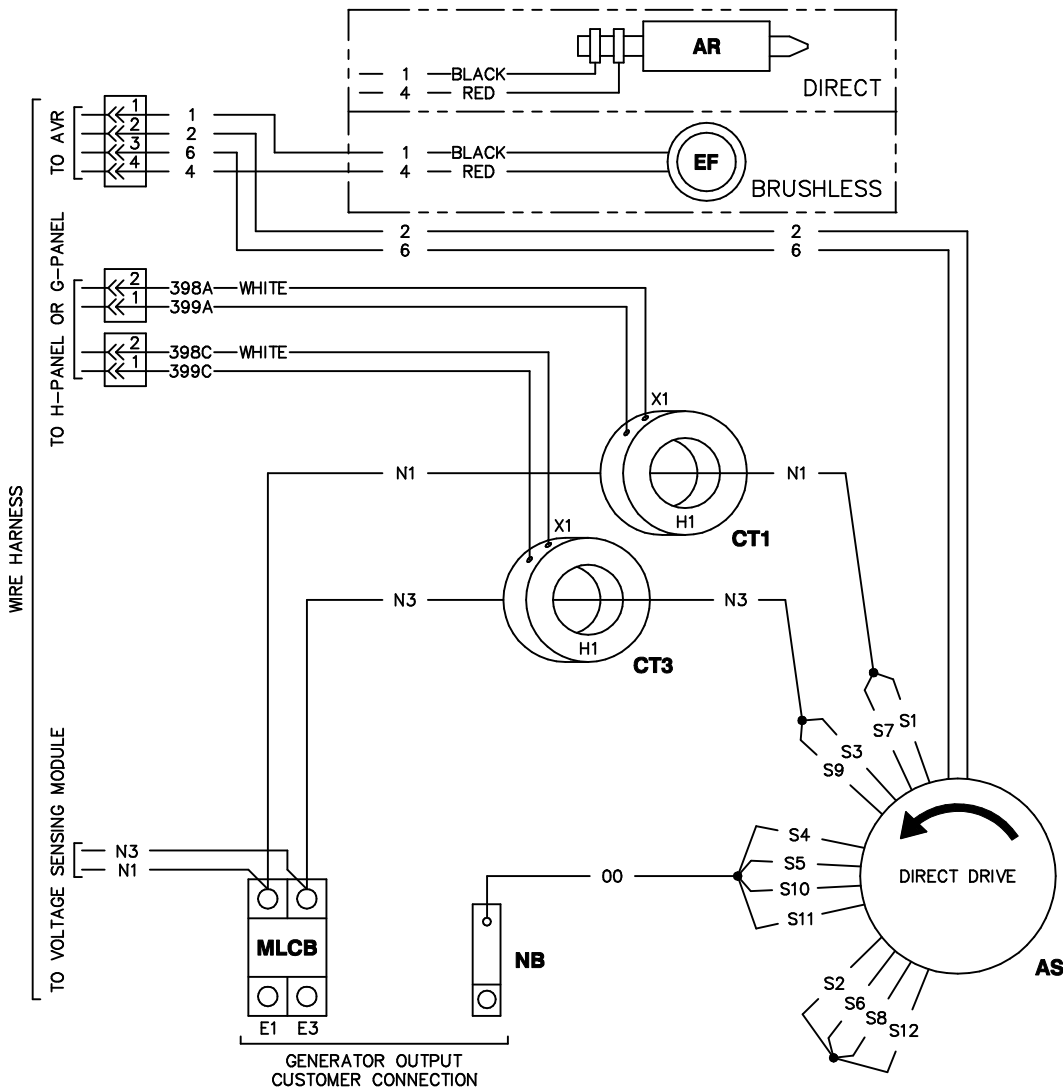 AR
1 BLACK
4 RED
DIRECT
TO AVR
1 1
2 2
3 6
4 4
1 BLACK
4 RED
EF
BRUSHLESS
2 2
6 6
TO H-PANEL OR G-PANEL
2 398A WHITE
1 399A
2 398C WHITE
1 399C
X1
N1 N1
H1
CT1
X1
N3 N3
H1
CT3
WIRE HARNESS
S1
S7
S3
S9
TO VOLTAGE SENSING MODULE
N3
N1
S4
S5
S10
S11
00
DIRECT DRIVE
AS
MLCB
NB
S2
S6
S8
S12
E1 E3
GENERATOR OUTPUT
CUSTOMER CONNECTION